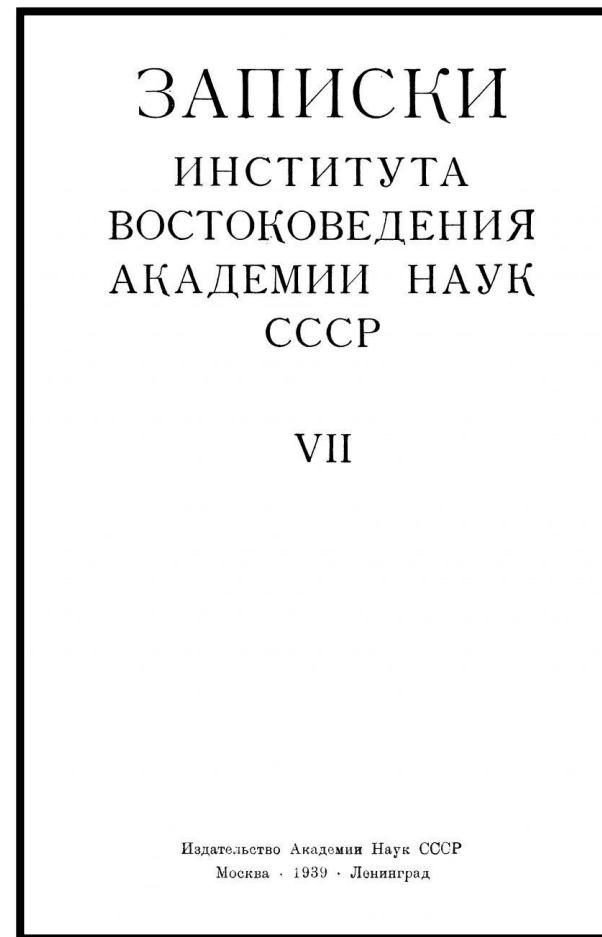 ЗАПИСКИ
ИНСТИТУТА
ВОСТОКОВЕДЕНИЯ
АКАДЕМИИ НАУК
СССР
VII
Издательство Академии Наук СССР
Москва · 1939 · Ленинград